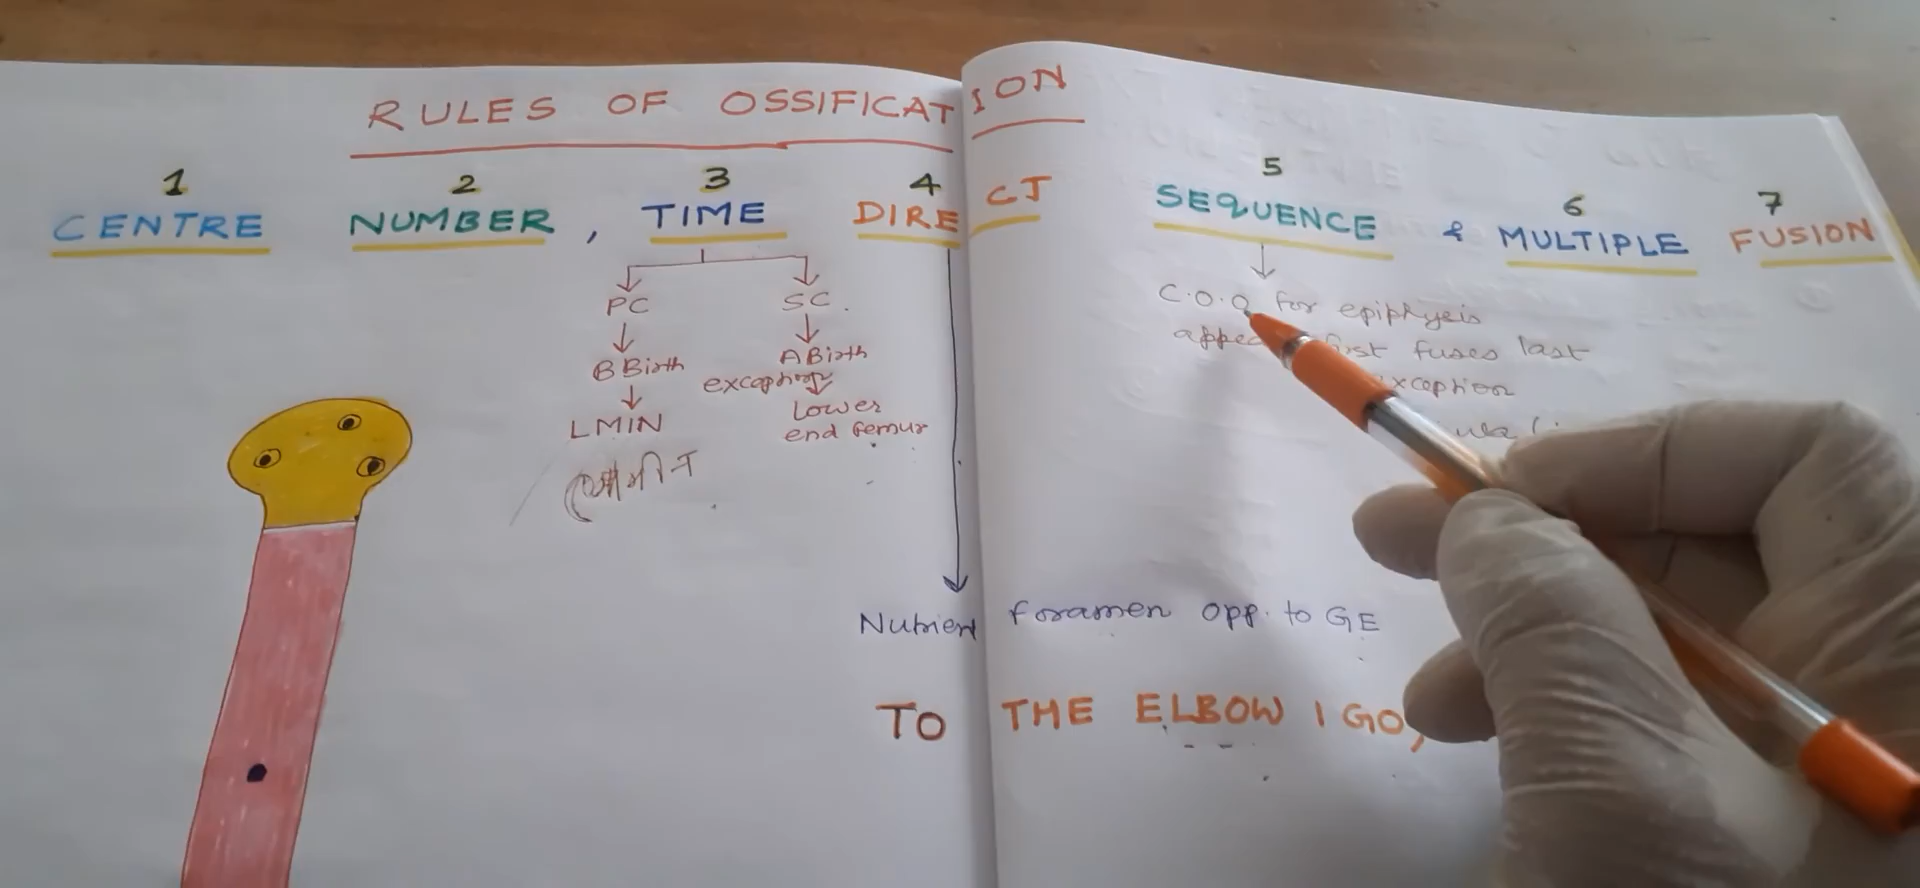 RULES OF OSSIFICATION
1 2 3 4 5 6 7
CENTRE NUMBER, TIME DIRECT SEQUENCE & MULTIPLE FUSION
PC SC.
C.O.O for epiphysis
B Birth A Birth
first fuses last
exception
LMIN Lower
end femur
exception
Nutrient foramen opp. to GE
TO THE ELBOW I GO,